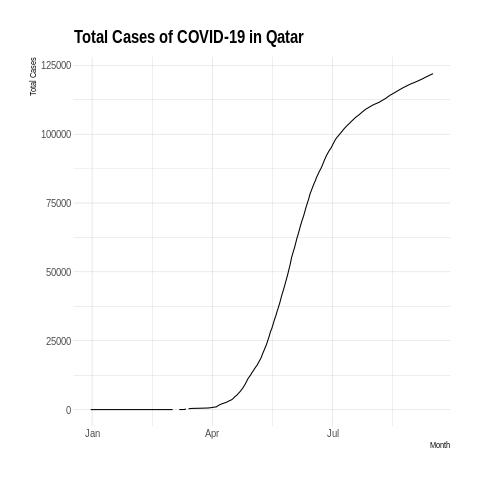 Total Cases of COVID-19 in Qatar
Total Cases
125000
100000
75000
50000
25000
0
Jan Apr Jul
Month